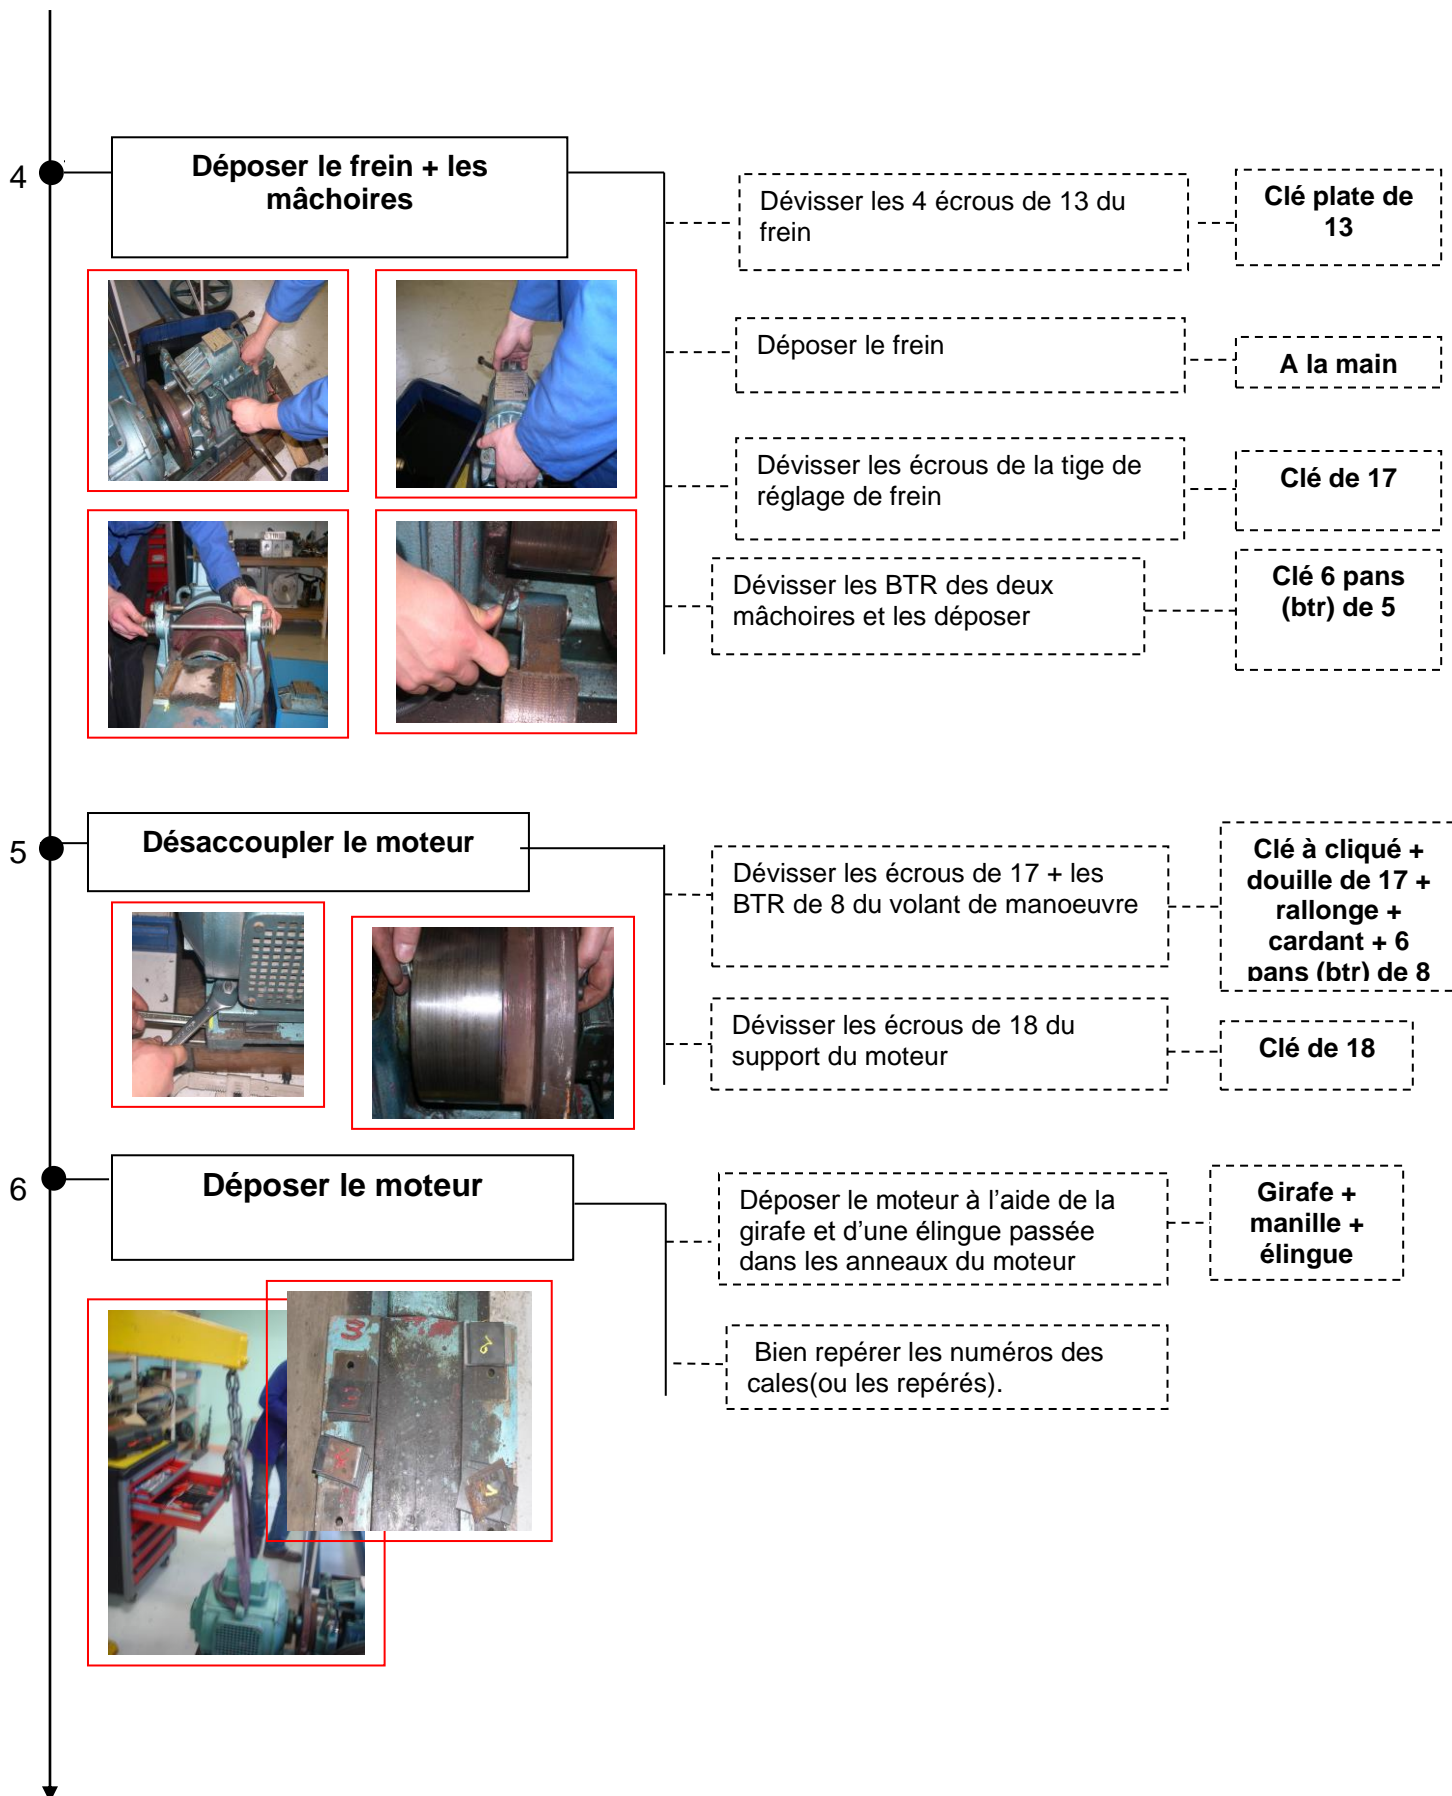 4
Déposer le frein + les
mâchoires
Dévisser les 4 écrous de 13 du
frein
Clé plate de
13
Déposer le frein
A la main
Dévisser les écrous de la tige de
réglage de frein
Clé de 17
Dévisser les BTR des deux
mâchoires et les déposer
Clé 6 pans
(btr) de 5
5
Désaccoupler le moteur
Dévisser les écrous de 17 + les
BTR de 8 du volant de manoeuvre
Clé à cliqué +
douille de 17 +
rallonge +
cardant + 6
pans (btr) de 8
Dévisser les écrous de 18 du
support du moteur
Clé de 18
6
Déposer le moteur
Déposer le moteur à l’aide de la
girafe et d’une élingue passée
dans les anneaux du moteur
Girafe +
manille +
élingue
Bien repérer les numéros des
cales(ou les repérés).
3
3